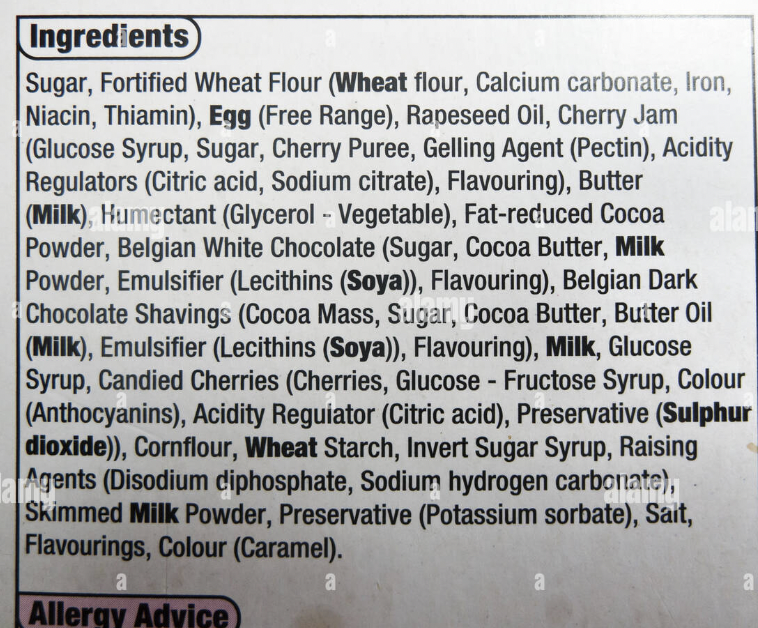 Ingredients
Sugar, Fortified Wheat Flour (Wheat flour, Calcium carbonate, Iron,
Niacin, Thiamin), Egg (Free Range), Rapeseed Oil, Cherry Jam
(Glucose Syrup, Sugar, Cherry Puree, Gelling Agent (Pectin), Acidity
Regulators (Citric acid, Sodium citrate), Flavouring), Butter
(Milk), Humectant (Glycerol - Vegetable), Fat-reduced Cocoa
Powder, Belgian White Chocolate (Sugar, Cocoa Butter, Milk
Powder, Emulsifier (Lecithins (Soya)), Flavouring), Belgian Dark
Chocolate Shavings (Cocoa Mass, Sugar, Cocoa Butter, Butter Oil
(Milk), Emulsifier (Lecithins (Soya)), Flavouring), Milk, Glucose
Syrup, Candied Cherries (Cherries, Glucose - Fructose Syrup, Colour
(Anthocyanins), Acidity Regulator (Citric acid), Preservative (Sulphur
dioxide)), Cornflour, Wheat Starch, Invert Sugar Syrup, Raising
Agents (Disodium diphosphate, Sodium hydrogen carbonate),
Skimmed Milk Powder, Preservative (Potassium sorbate), Salt,
Flavourings, Colour (Caramel).
Allergy Advice